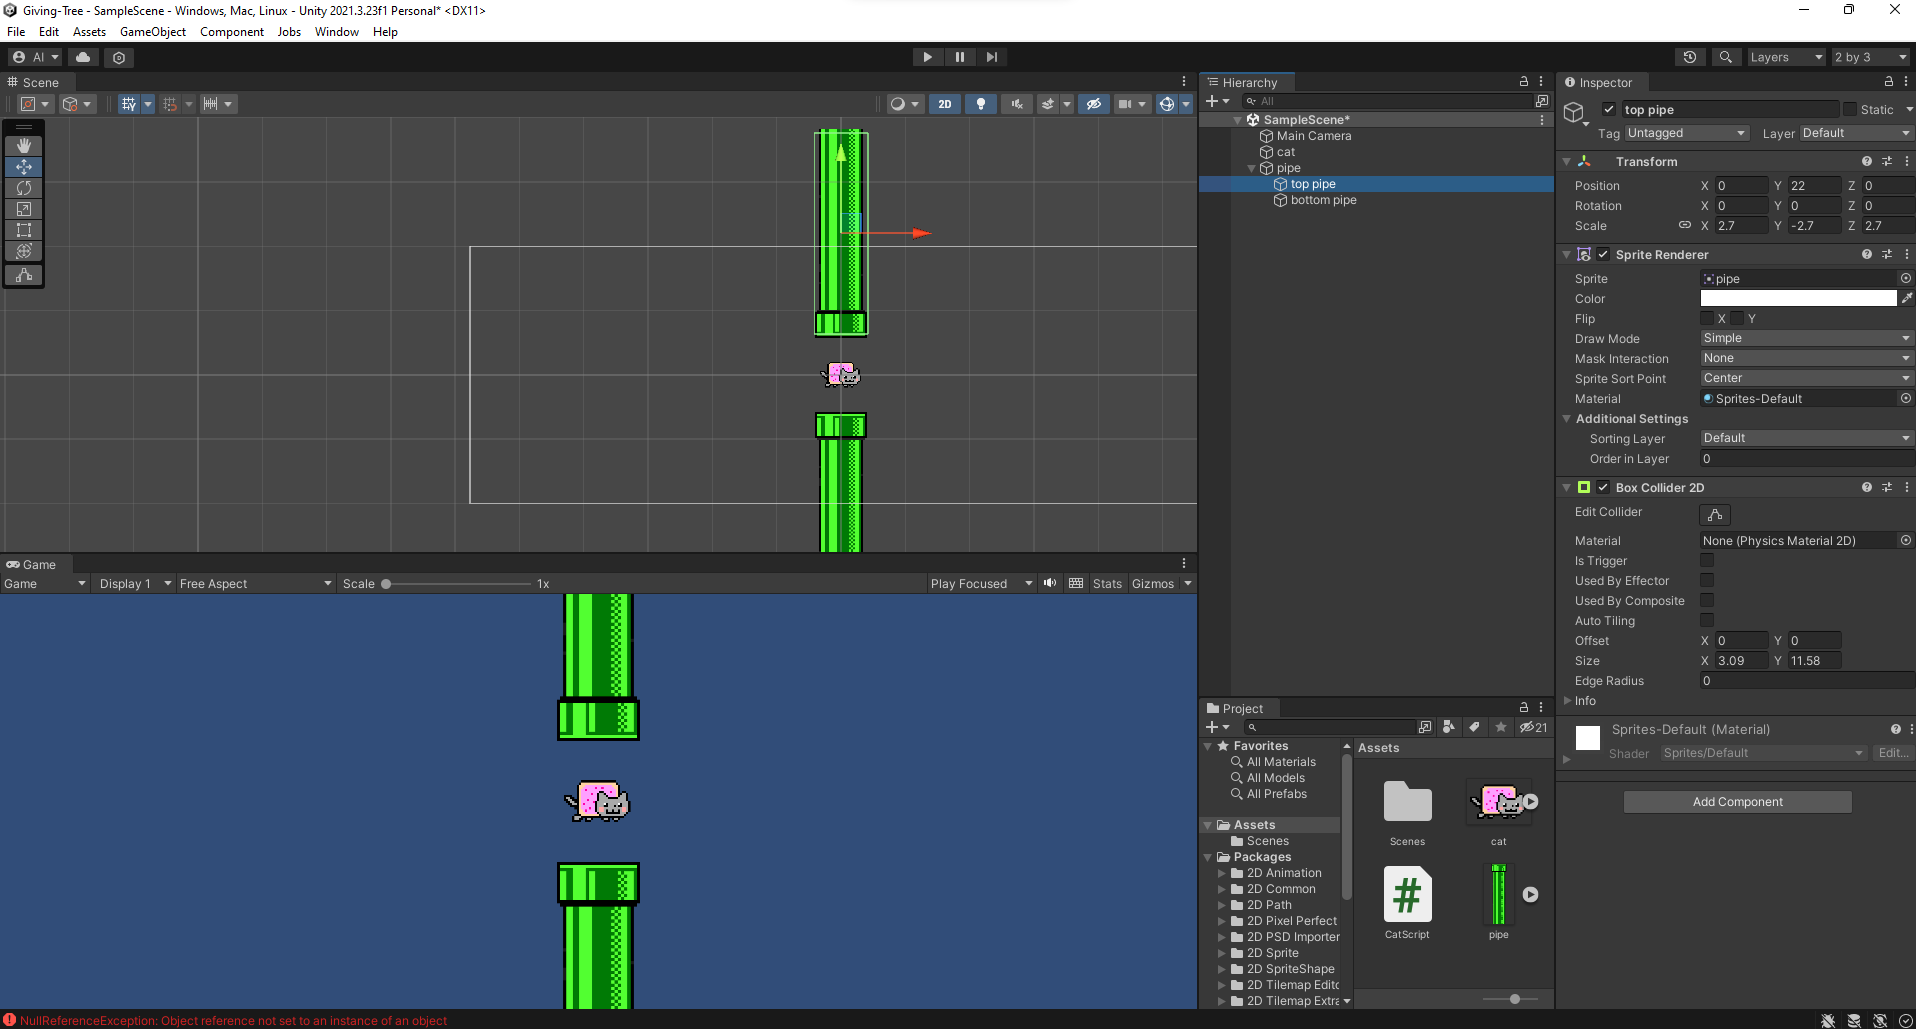 Giving-Tree - SampleScene - Windows, Mac, Linux - Unity 2021.3.23f1 Personal* <DX11>
File Edit Assets GameObject Component Jobs Window Help
AI
Layers
2 by 3
Scene
2D
Game
Game
Display 1
Free Aspect
Scale
1x
Play Focused
Stats
Gizmos
Hierarchy
All
SampleScene*
Main Camera
cat
pipe
top pipe
bottom pipe
Project
21
Favorites
All Materials
All Models
All Prefabs
Assets
Scenes
Packages
2D Animation
2D Common
2D Path
2D Pixel Perfect
2D PSD Importer
2D Sprite
2D SpriteShape
2D Tilemap Edito
2D Tilemap Extra
Assets
Scenes
cat
#
CatScript
pipe
Inspector
top pipe
Static
Tag Untagged Layer Default
Transform
Position X 0 Y 22 Z 0
Rotation X 0 Y 0 Z 0
Scale X 2.7 Y -2.7 Z 2.7
Sprite Renderer
Sprite pipe
Color
Flip X Y
Draw Mode Simple
Mask Interaction None
Sprite Sort Point Center
Material Sprites-Default
Additional Settings
Sorting Layer Default
Order in Layer 0
Box Collider 2D
Edit Collider
Material None (Physics Material 2D)
Is Trigger
Used By Effector
Used By Composite
Auto Tiling
Offset X 0 Y 0
Size X 3.09 Y 11.58
Edge Radius 0
Info
Sprites-Default (Material)
Shader Sprites/Default Edit...
Add Component
NullReferenceException: Object reference not set to an instance of an object